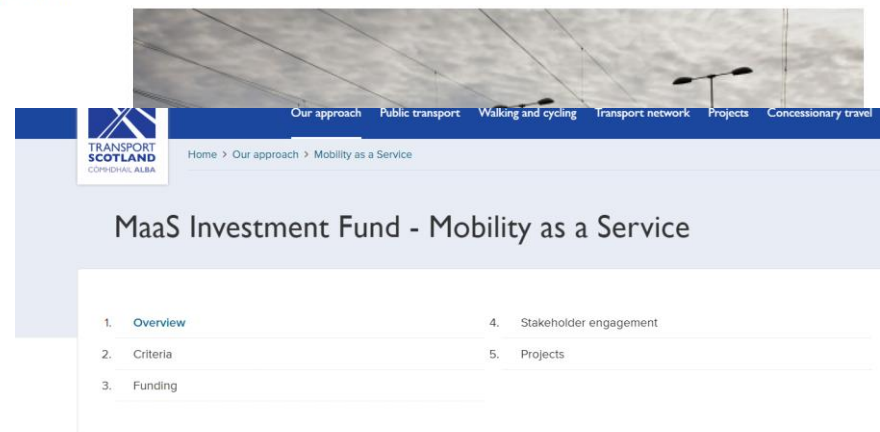 Our approach Public transport Walking and cycling Transport network Projects Concessionary travel
TRANSPORT
SCOTLAND
CÒMHDHAIL ALBA
Home > Our approach > Mobility as a Service
MaaS Investment Fund - Mobility as a Service
1. Overview
2. Criteria
3. Funding
4. Stakeholder engagement
5. Projects